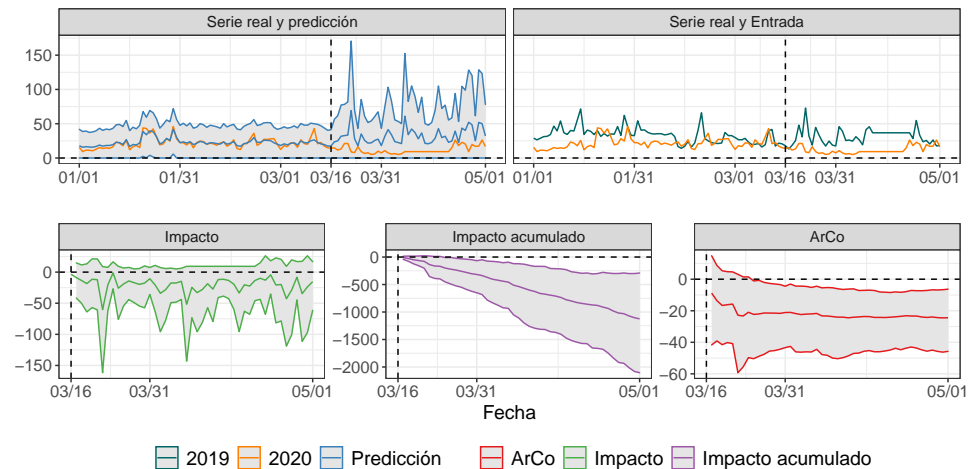 Serie real y predicción
Serie real y Entrada
150
100
50
0
01/01 01/31 03/01 03/16 03/31 05/01
01/01 01/31 03/01 03/16 03/31 05/01
Impacto
Impacto acumulado
ArCo
0
−50
−100
−150
03/16 03/31 05/01
0
−500
−1000
−1500
−2000
03/16 03/31 05/01
0
−20
−40
−60
03/16 03/31 05/01
Fecha
2019 2020 Predicción ArCo Impacto Impacto acumulado